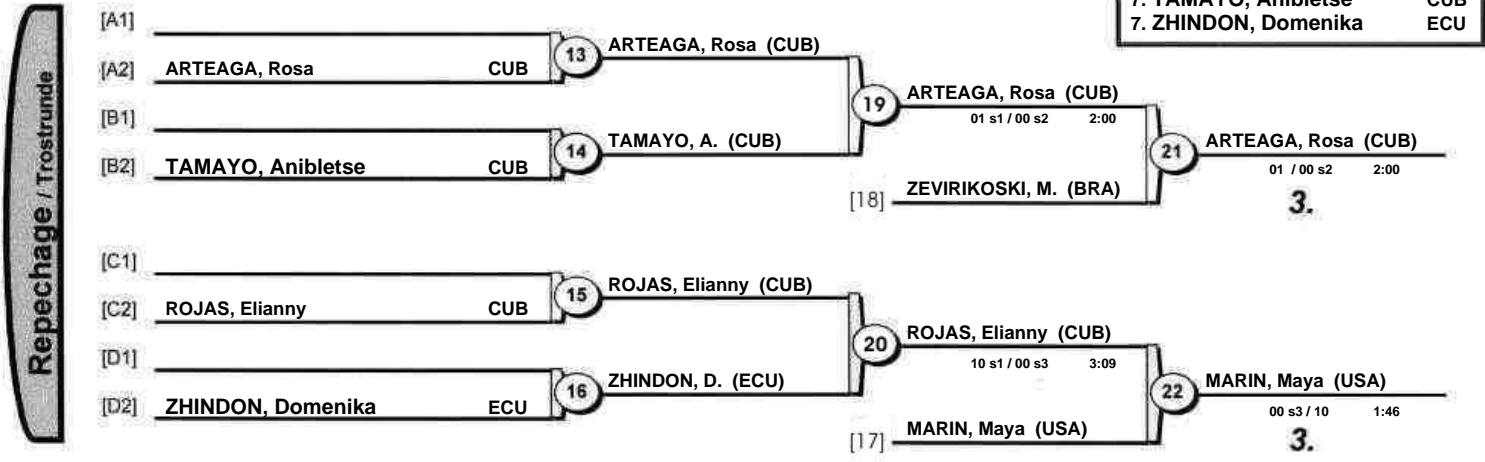 7. TAMAYO, Anibletse CUB
7. ZHINDON, Domenika ECU
Repechage / Trostrunde
[A1]
[A2] ARTEAGA, Rosa CUB
13 ARTEAGA, Rosa (CUB)
[B1]
[B2] TAMAYO, Anibletse CUB
14 TAMAYO, A. (CUB)
19 ARTEAGA, Rosa (CUB)
01 s1 / 00 s2 2:00
[18] ZEVIRIKOSKI, M. (BRA)
21 ARTEAGA, Rosa (CUB)
01 / 00 s2 2:00
3.
[C1]
[C2] ROJAS, Elianny CUB
15 ROJAS, Elianny (CUB)
[D1]
[D2] ZHINDON, Domenika ECU
16 ZHINDON, D. (ECU)
20 ROJAS, Elianny (CUB)
10 s1 / 00 s3 3:09
[17] MARIN, Maya (USA)
22 MARIN, Maya (USA)
00 s3 / 10 1:46
3.